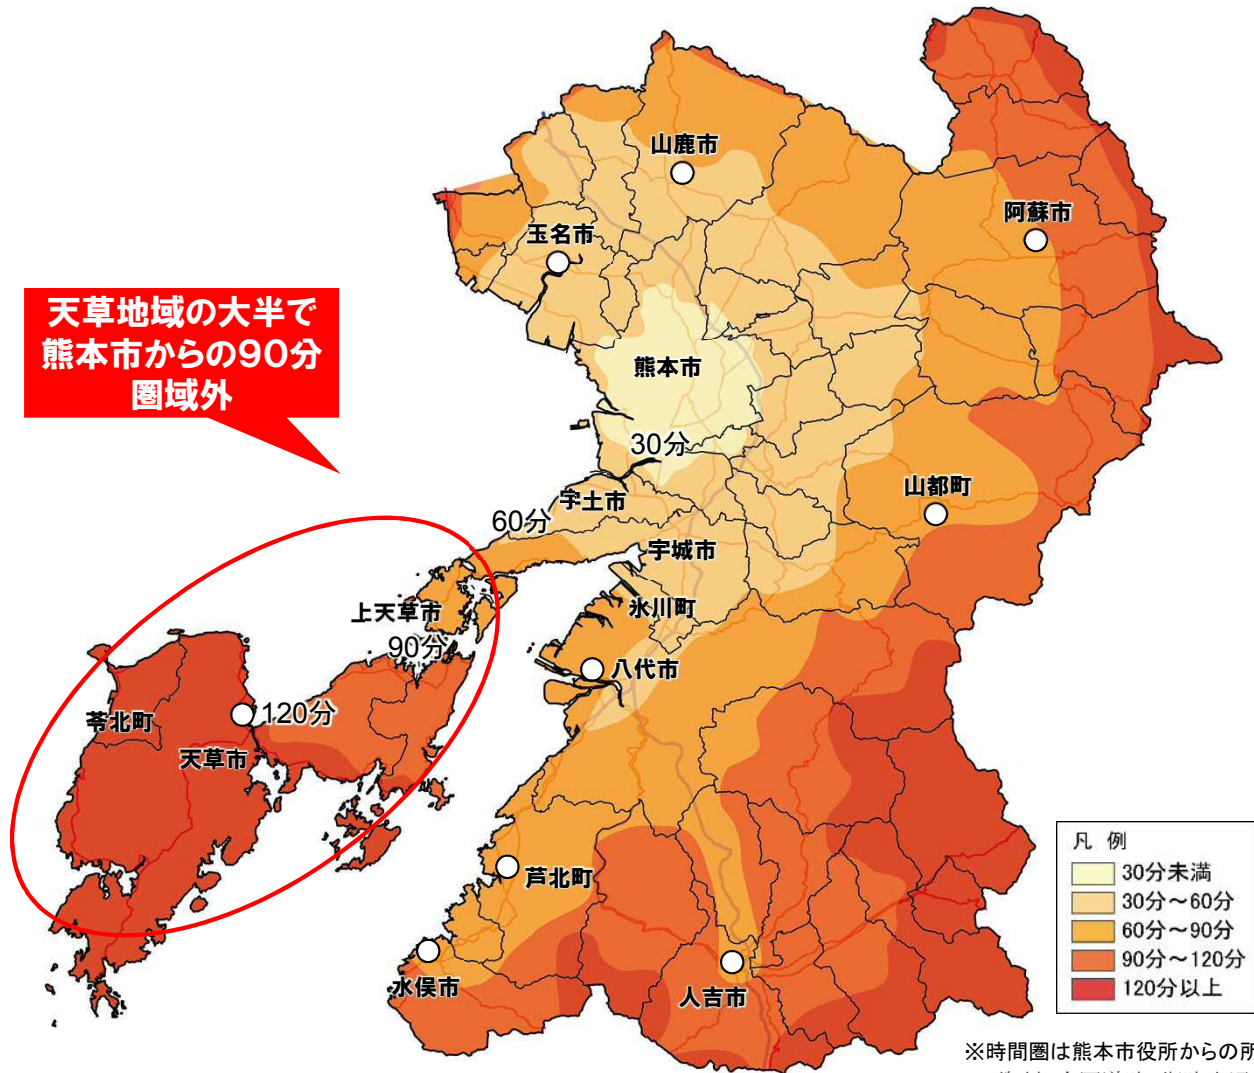 山鹿市
阿蘇市
玉名市
天草地域の大半で
熊本市からの90分
圏域外
熊本市
30分
山都町
宇土市
60分
宇城市
氷川町
上天草市
90分
八代市
苓北町
120分
天草市
芦北町
水俣市
人吉市
凡 例
30分未満
30分～60分
60分～90分
90分～120分
120分以上
※時間圏は熊本市役所からの所